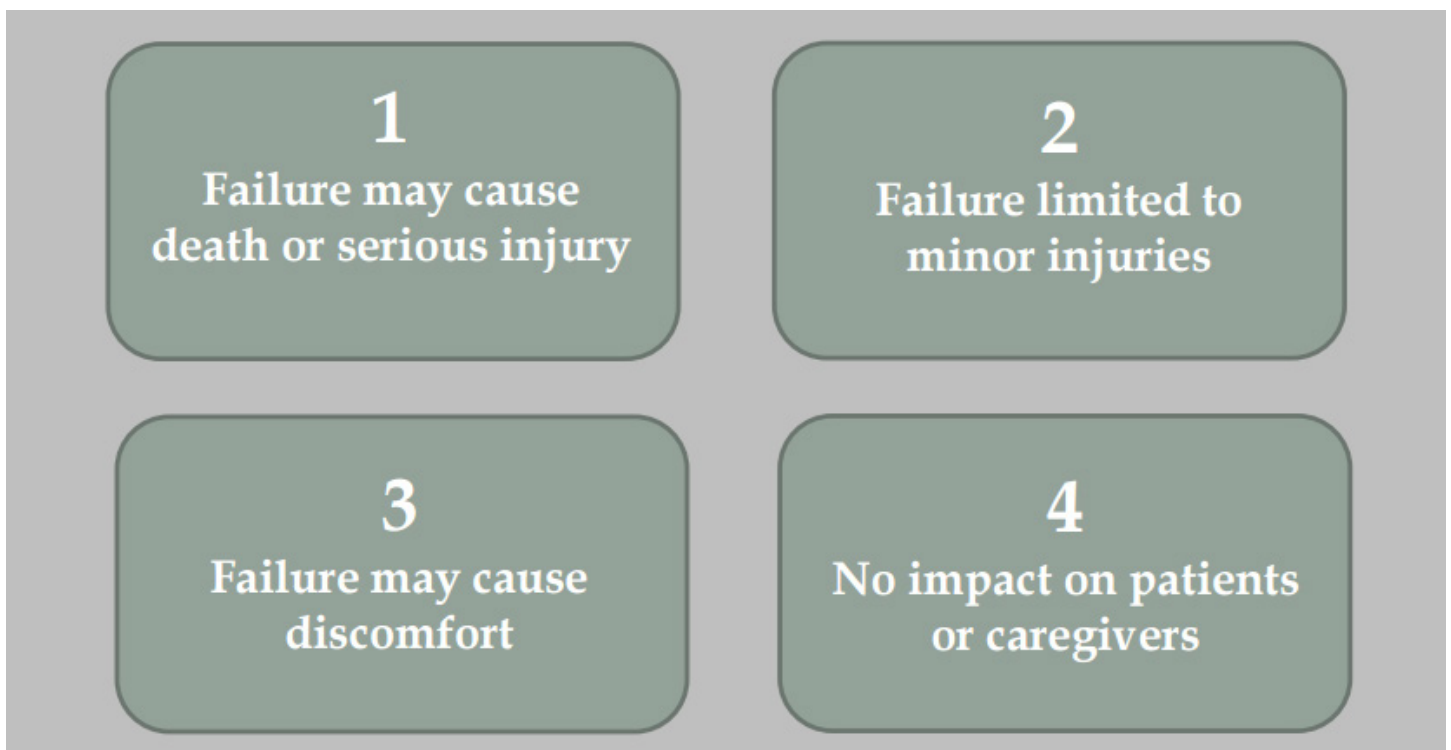 1
Failure may cause
death or serious injury
2
Failure limited to
minor injuries
3
Failure may cause
discomfort
4
No impact on patients
or caregivers